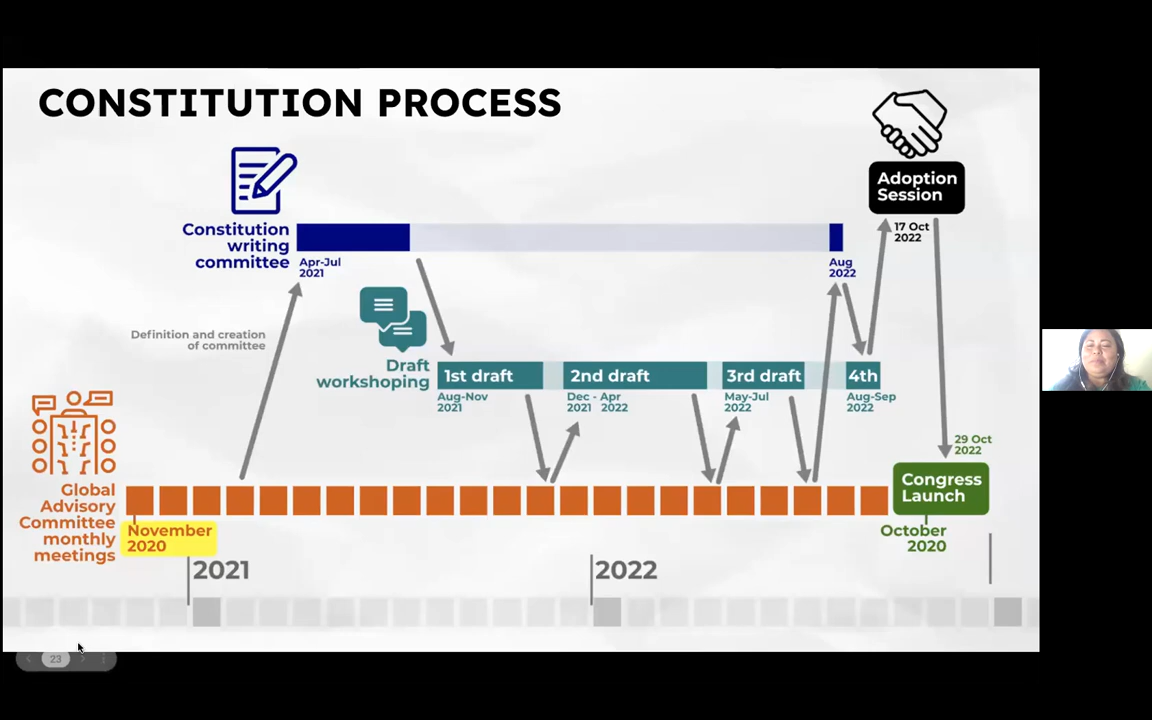 CONSTITUTION PROCESS
Adoption
Session
17 Oct
2022
Constitution
writing
committee
Apr-Jul
2021
Aug
2022
Definition and creation
of committee
Draft
workshoping
1st draft
Aug-Nov
2021
2nd draft
Dec - Apr
2021 2022
3rd draft
May-Jul
2022
4th
Aug-Sep
2022
29 Oct
2022
Congress
Launch
October
2020
Global
Advisory
Committee
monthly
meetings
November
2020
2021
2022
23